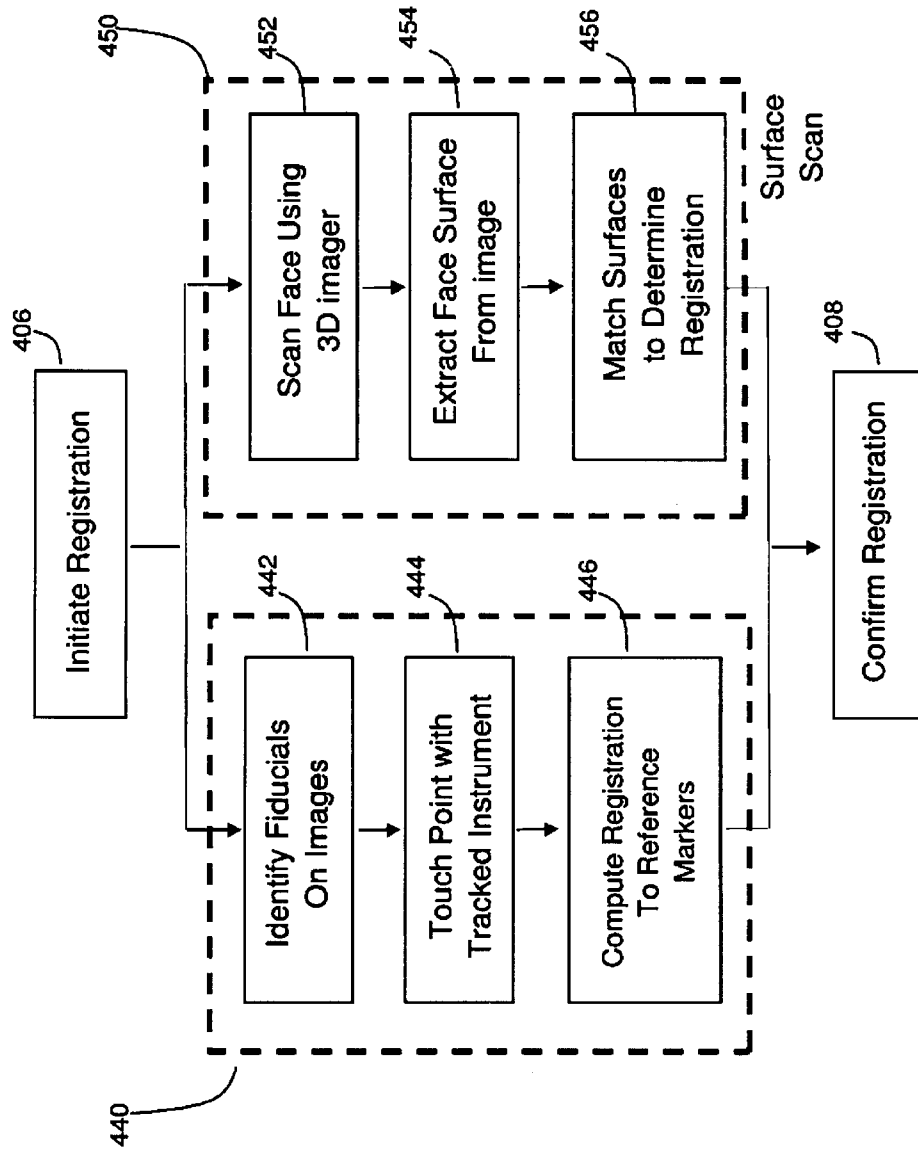 406
Initiate Registration
440
442
Identify Fiducials
On Images
444
Touch Point with
Tracked Instrument
446
Compute Registration
To Reference
Markers
450
452
Scan Face Using
3D imager
454
Extract Face Surface
From image
456
Match Surfaces
to Determine
Registration
Surface
Scan
408
Confirm Registration